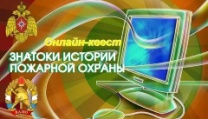 Онлайн-квест
ЗНАТОКИ ИСТОРИИ
ПОЖАРНОЙ ОХРАНЫ